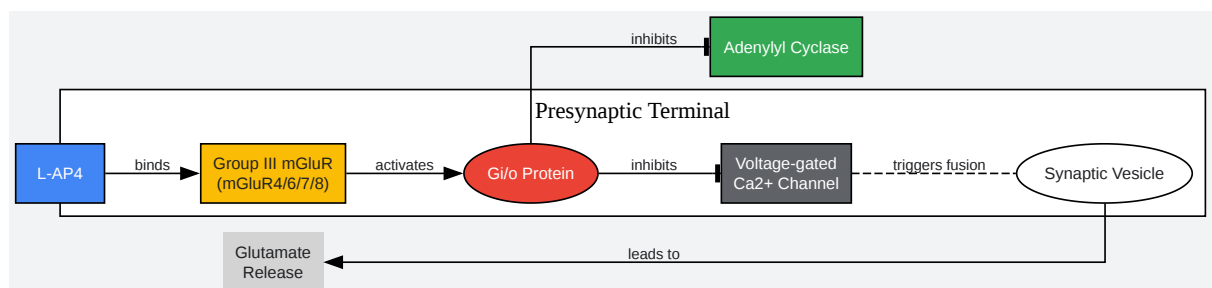 inhibits
Adenylyl Cyclase
Presynaptic Terminal
L-AP4
binds
Group III mGluR
(mGluR4/6/7/8)
activates
Gi/o Protein
inhibits
Voltage-gated
Ca2+ Channel
triggers fusion
Synaptic Vesicle
Glutamate
Release
leads to